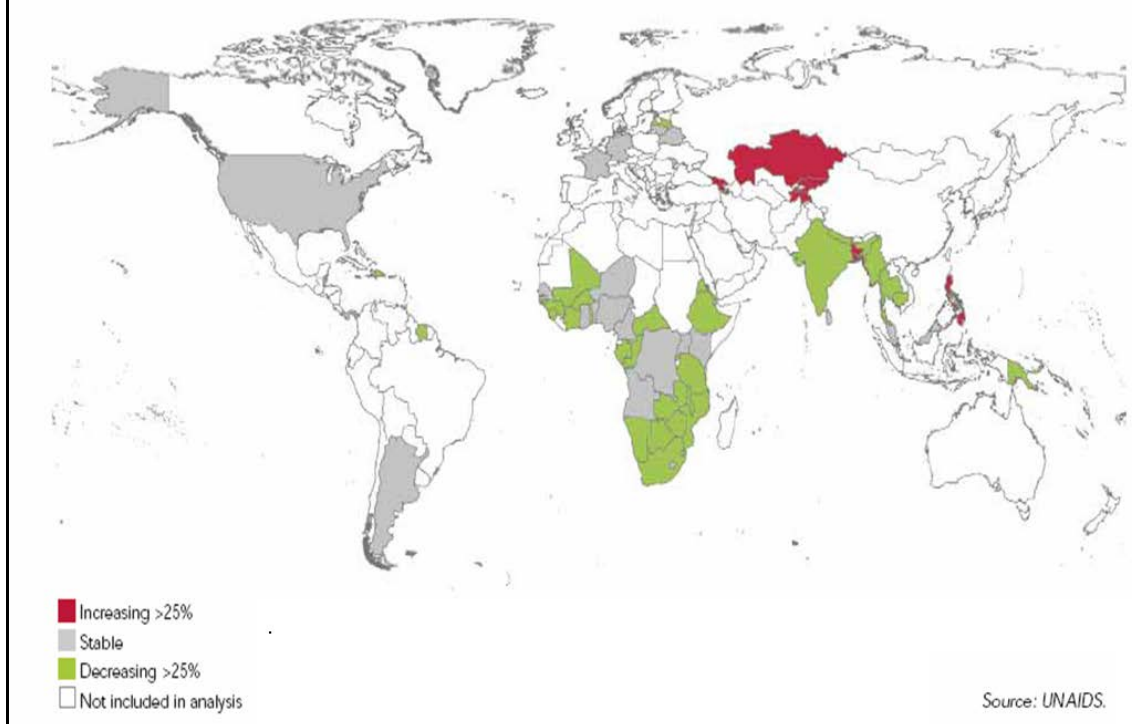 Increasing >25%
Stable
Decreasing >25%
Not included in analysis
Source: UNAIDS.